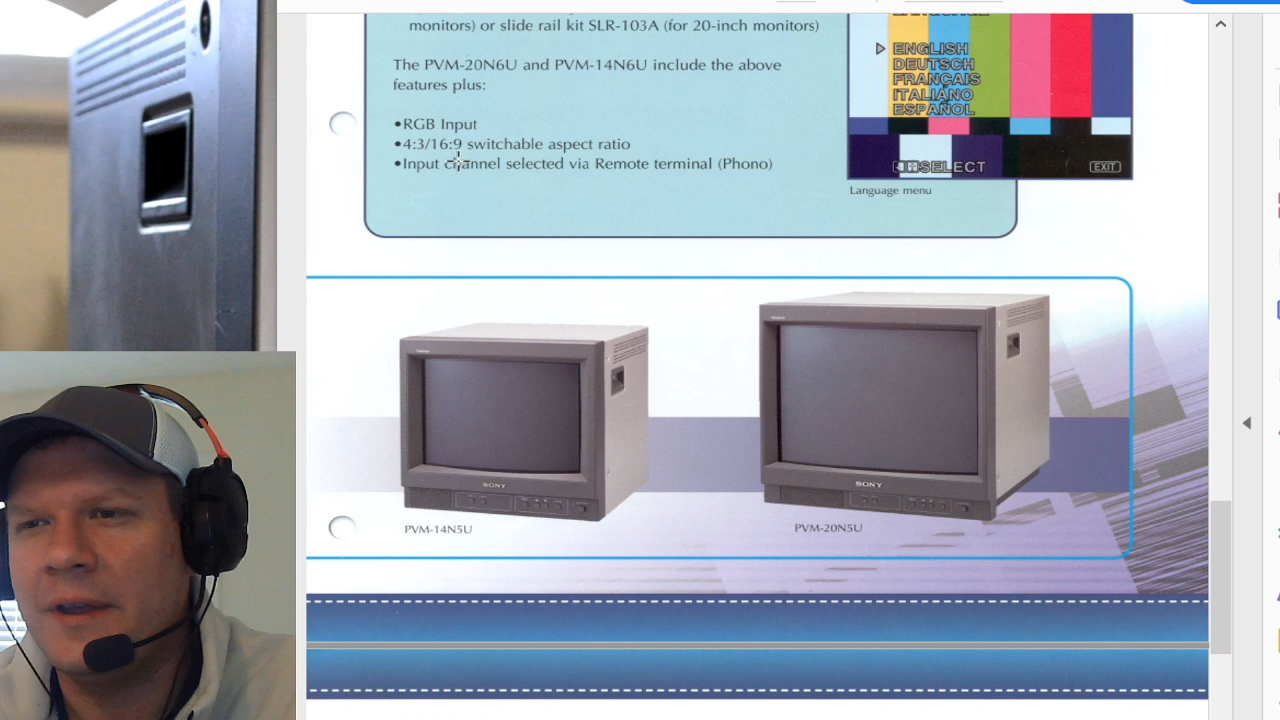 monitors) or slide rail kit SLR-103A (for 20-inch monitors)
The PVM-20N6U and PVM-14N6U include the above
features plus:
•RGB Input
•4:3/16:9 switchable aspect ratio
•Input channel selected via Remote terminal (Phono)
LANGUAGE
ENGLISH
DEUTSCH
FRANÇAIS
ITALIANO
ESPAÑOL
SELECT
EXIT
Language menu
SONY
PVM-14N5U
SONY
PVM-20N5U